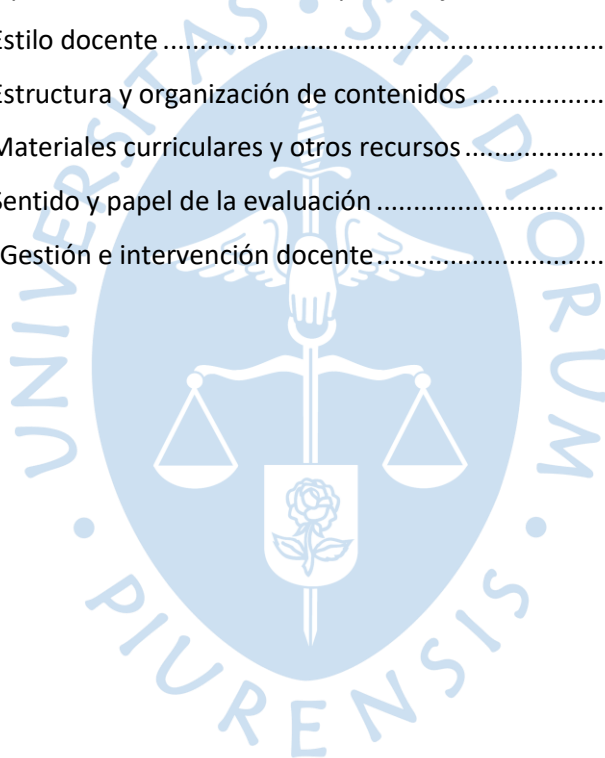 Estilo docente ............................................................
Estructura y organización de contenidos ..................
Materiales curriculares y otros recursos ...................
Sentido y papel de la evaluación ...............................
Gestión e intervención docente ...............................
UNIVERSITAS • STUDIORUM • PIURENSIS •